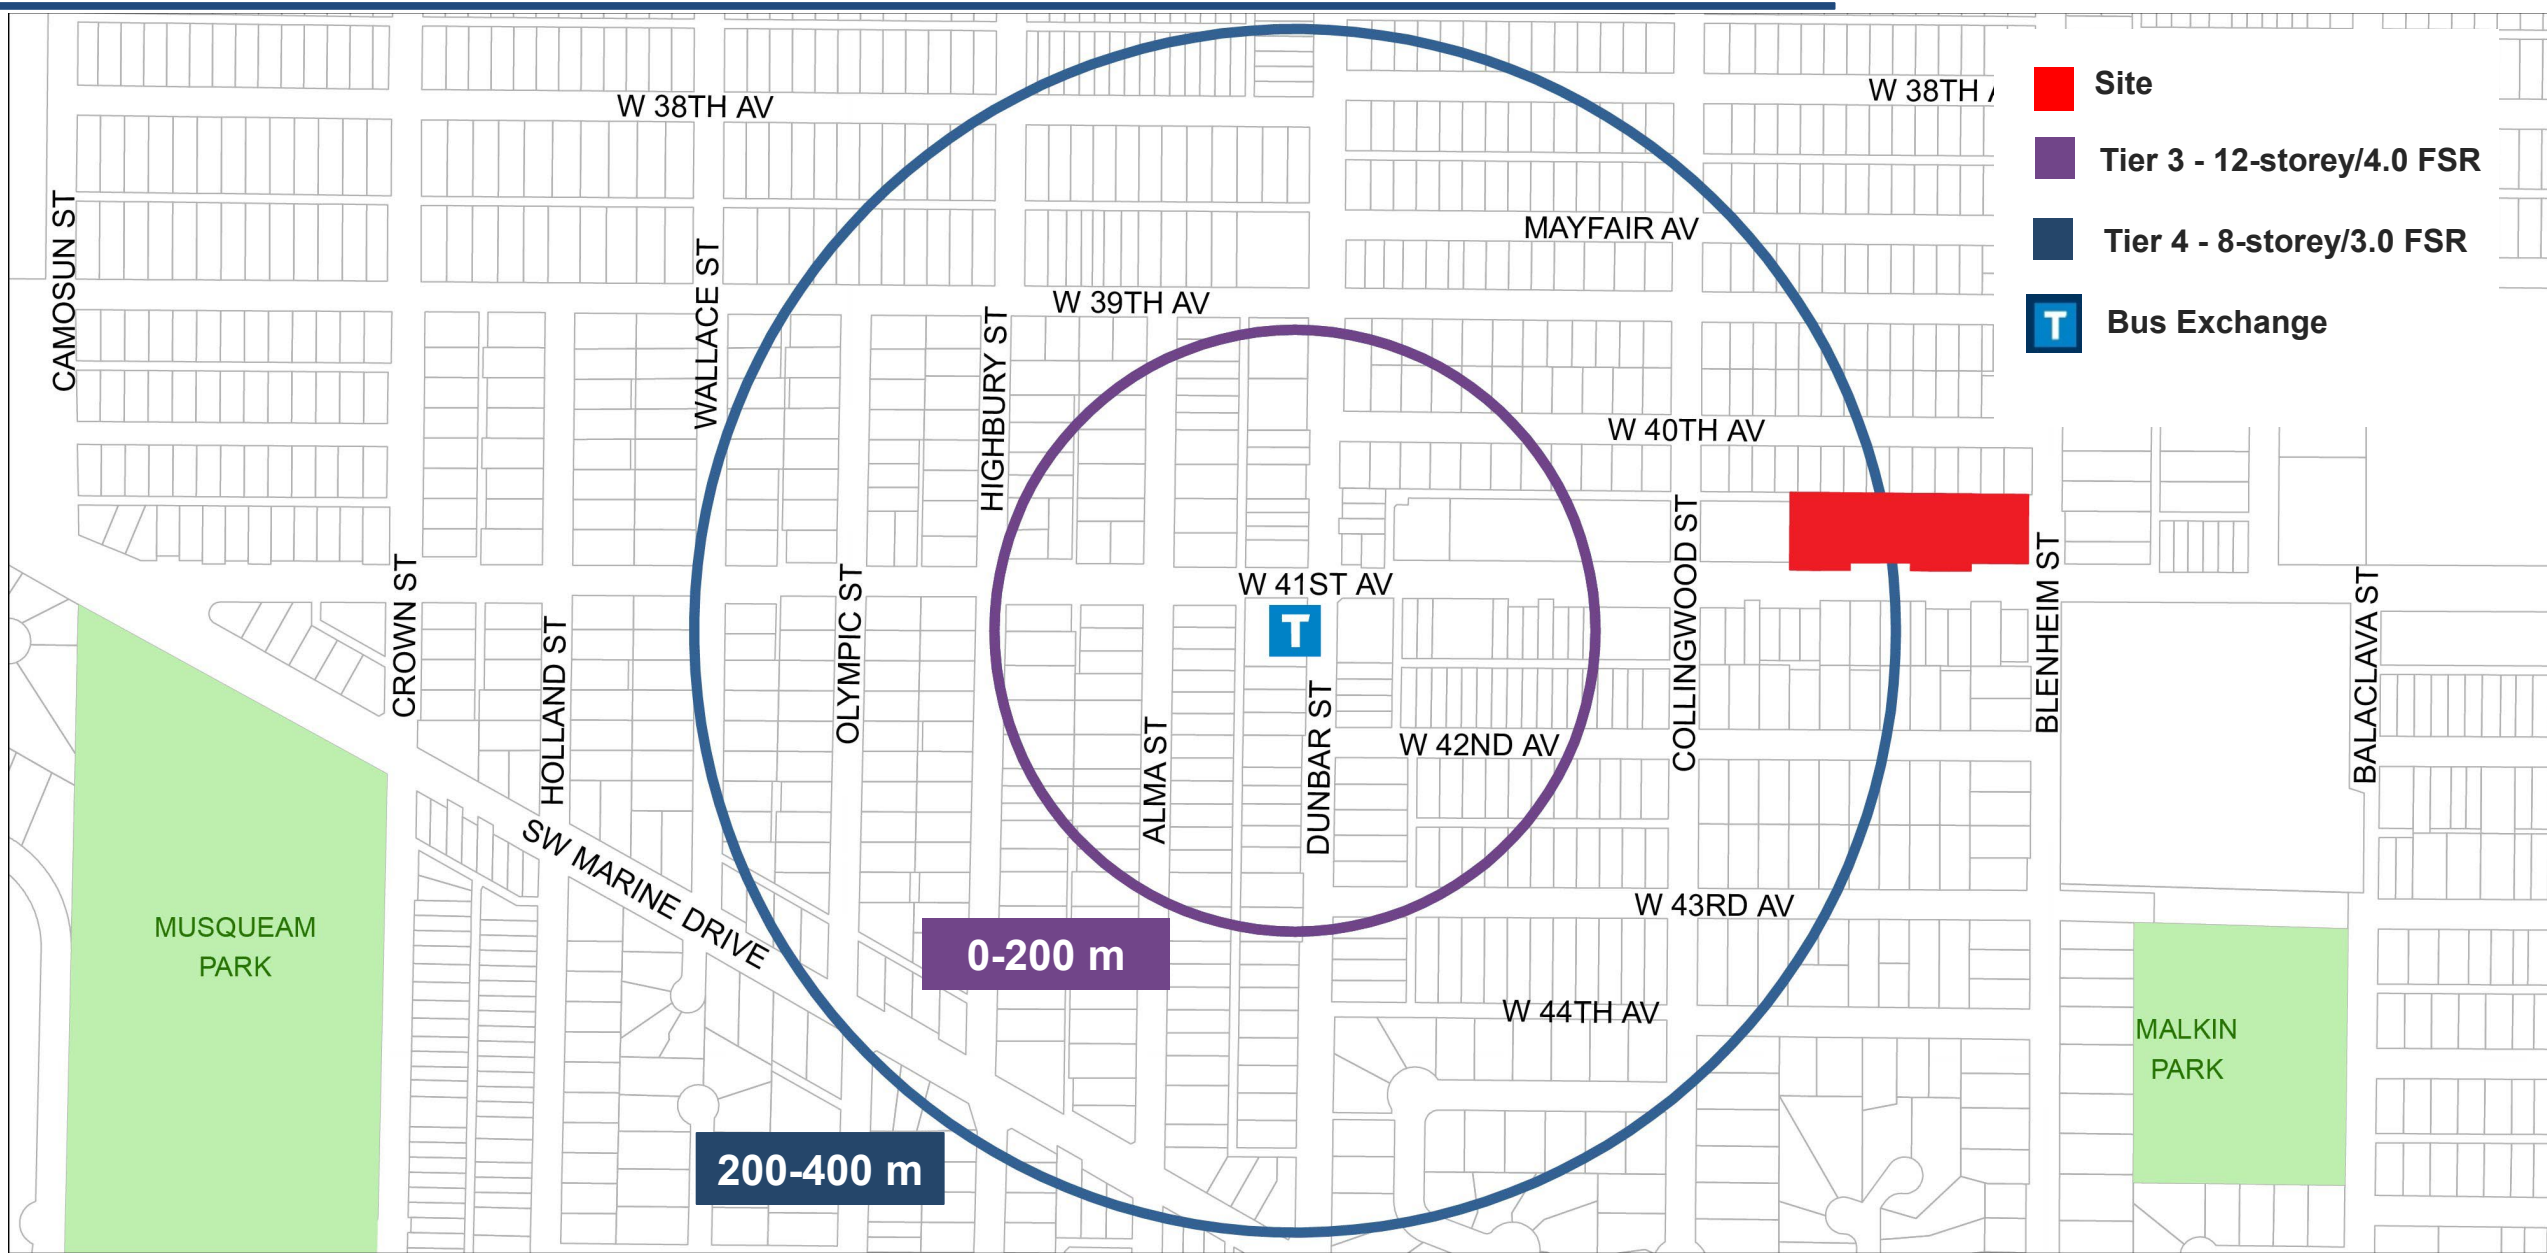 W 38TH AV
W 38TH A
Site
Tier 3 - 12-storey/4.0 FSR
Tier 4 - 8-storey/3.0 FSR
T
Bus Exchange
CAMOSUN ST
WALLACE ST
MAYFAIR AV
W 39TH AV
HIGHBURY ST
W 40TH AV
CROWN ST
HOLLAND ST
OLYMPIC ST
W 41ST AV
T
COLLINGWOOD ST
BLENHEIM ST
BALACLAVA ST
ALMA ST
DUNBAR ST
W 42ND AV
SW MARINE DRIVE
W 43RD AV
MUSQUEAM
PARK
0-200 m
W 44TH AV
MALKIN
PARK
200-400 m